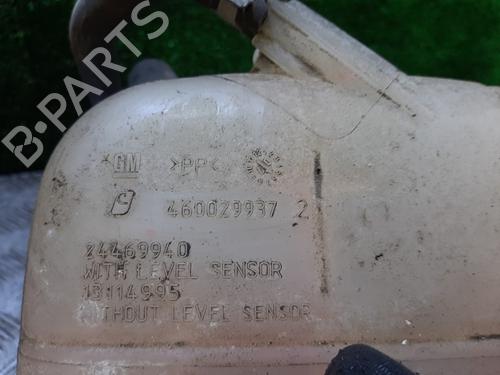 B-PARTS
GM >PP<
460029937 2
24469940
WITH LEVEL SENSOR
13114995
WITHOUT LEVEL SENSOR